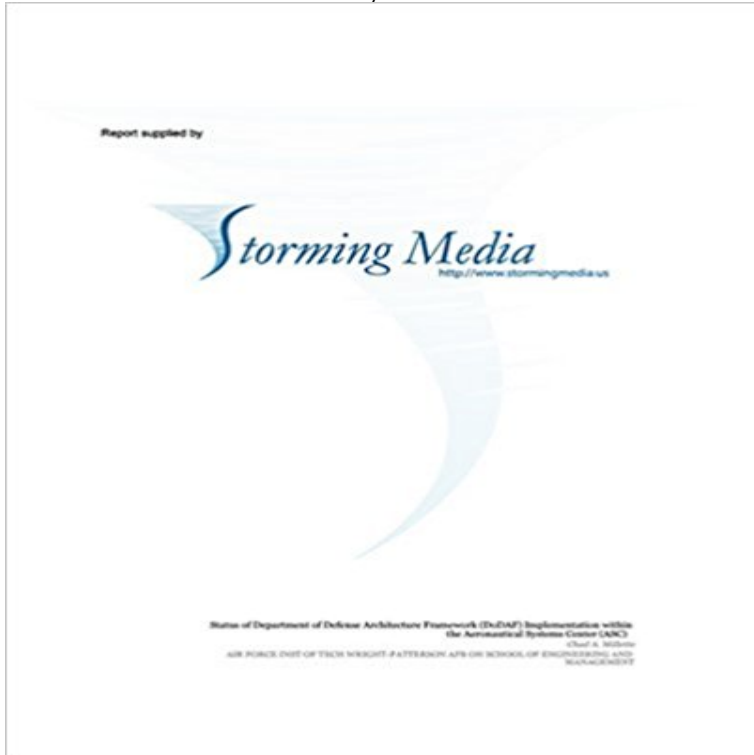 Report supplied by
Storming Media
http://www.stormingmedia.us
Status of Department of Defense Architecture Framework (DoDAF) Implementation within
the Aeronautical Systems Center (ASC)
Chad A. Millette
AIR FORCE INST OF TECH WRIGHT-PATTERSON AFB OH SCHOOL OF ENGINEERING AND
MANAGEMENT